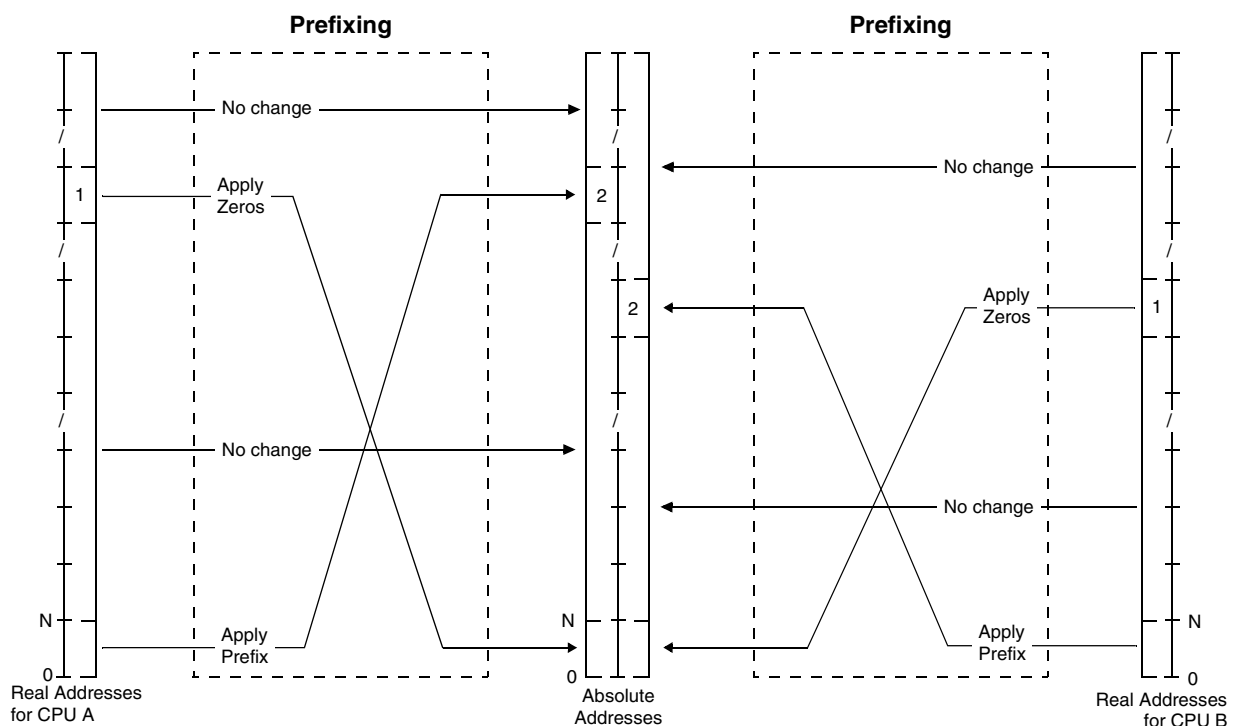 Prefixing
Prefixing
No change
No change
1
Apply
Zeros
2
2
Apply
Zeros
1
No change
No change
N
N
N
Apply
Prefix
Apply
Prefix
0
0
0
Real Addresses
for CPU A
Absolute
Addresses
Real Addresses
for CPU B